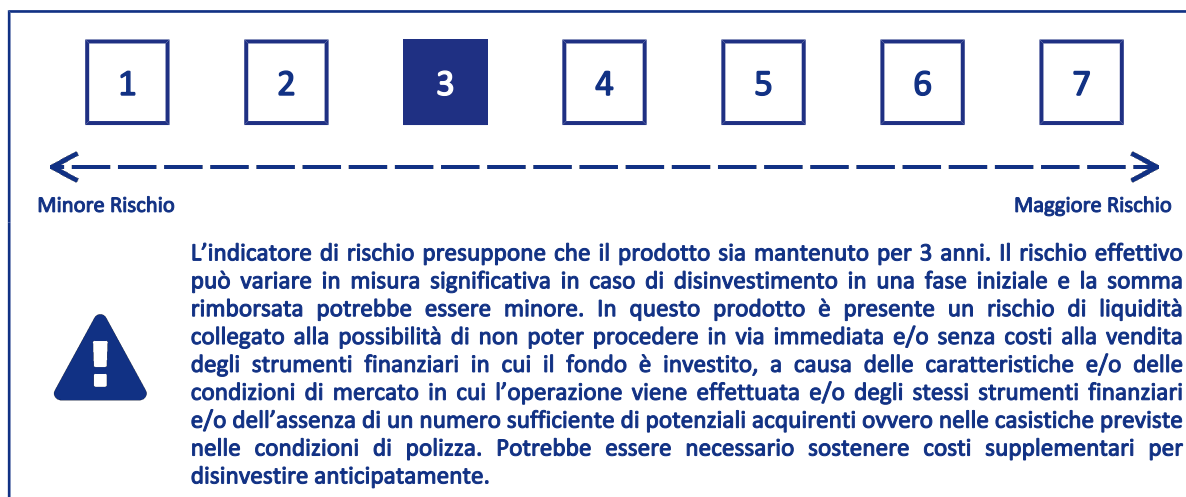 1 2 3 4 5 6 7
Minore Rischio Maggiore Rischio
L’indicatore di rischio presuppone che il prodotto sia mantenuto per 3 anni. Il rischio effettivo
può variare in misura significativa in caso di disinvestimento in una fase iniziale e la somma
rimborsata potrebbe essere minore. In questo prodotto è presente un rischio di liquidità
collegato alla possibilità di non poter procedere in via immediata e/o senza costi alla vendita
degli strumenti finanziari in cui il fondo è investito, a causa delle caratteristiche e/o delle
condizioni di mercato in cui l’operazione viene effettuata e/o degli stessi strumenti finanziari
e/o dell’assenza di un numero sufficiente di potenziali acquirenti ovvero nelle casistiche previste
nelle condizioni di polizza. Potrebbe essere necessario sostenere costi supplementari per
disinvestire anticipatamente.